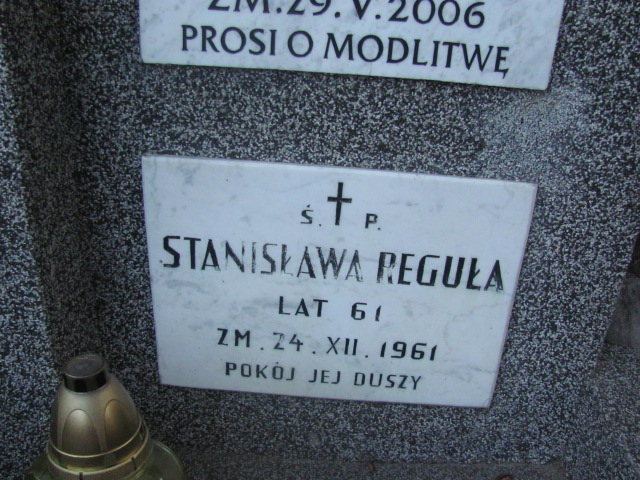 ZM.29.V.2006
PROSI O MODLITWĘ
Ś. P.
STANISŁAWA REGUŁA
LAT 61
ZM. 24. XII. 1961
POKÓJ JEJ DUSZY